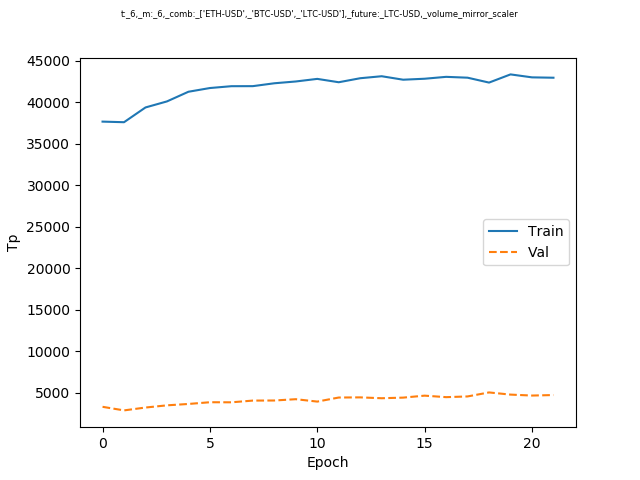 t:_6,_m:_6,_comb:_['ETH-USD',_'BTC-USD',_'LTC-USD'],_future:_LTC-USD,_volume_mirror_scaler
45000
40000
35000
30000
25000
20000
15000
10000
5000
Tp
Train
Val
0 5 10 15 20
Epoch